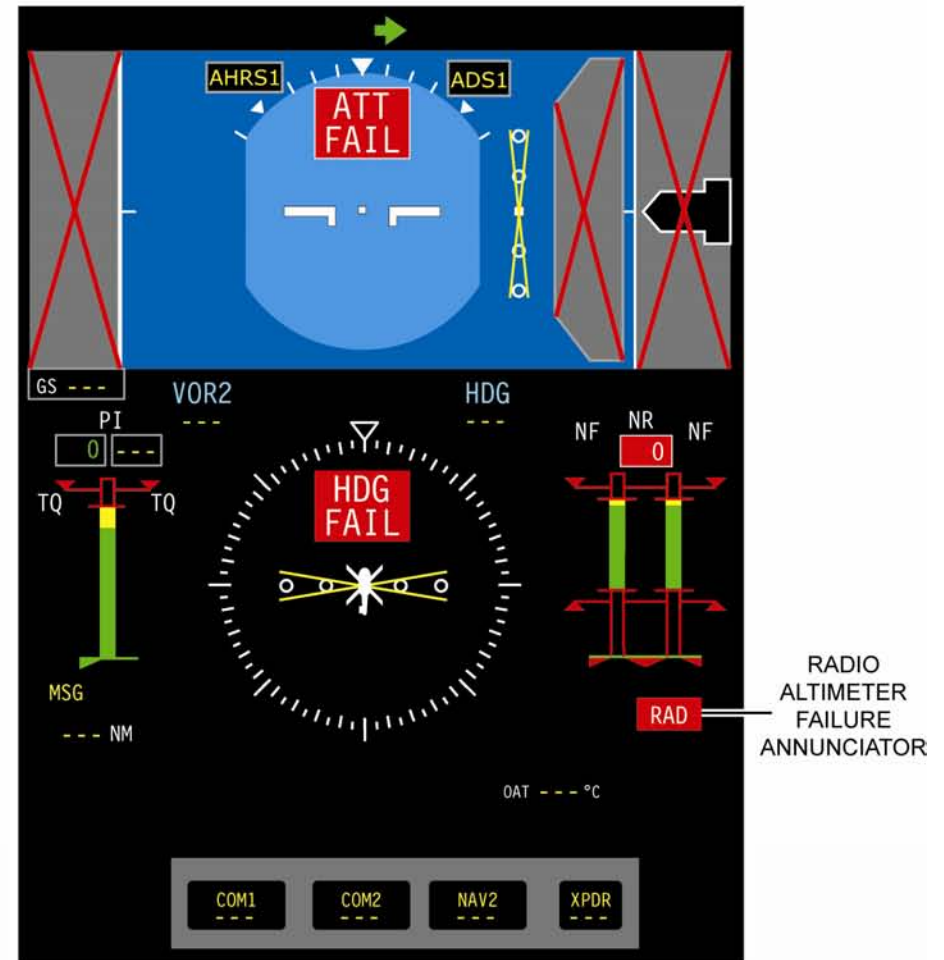 AHRS1
ADS1
ATT
FAIL
GS ---
VOR2
---
HDG
---
PI
0 ---
TQ TQ
NF NR NF
0
HDG
FAIL
MSG
--- NM
RAD
RADIO
ALTIMETER
FAILURE
ANNUNCIATOR
OAT ---°C
COM1
---
COM2
---
NAV2
---
XPDR
---